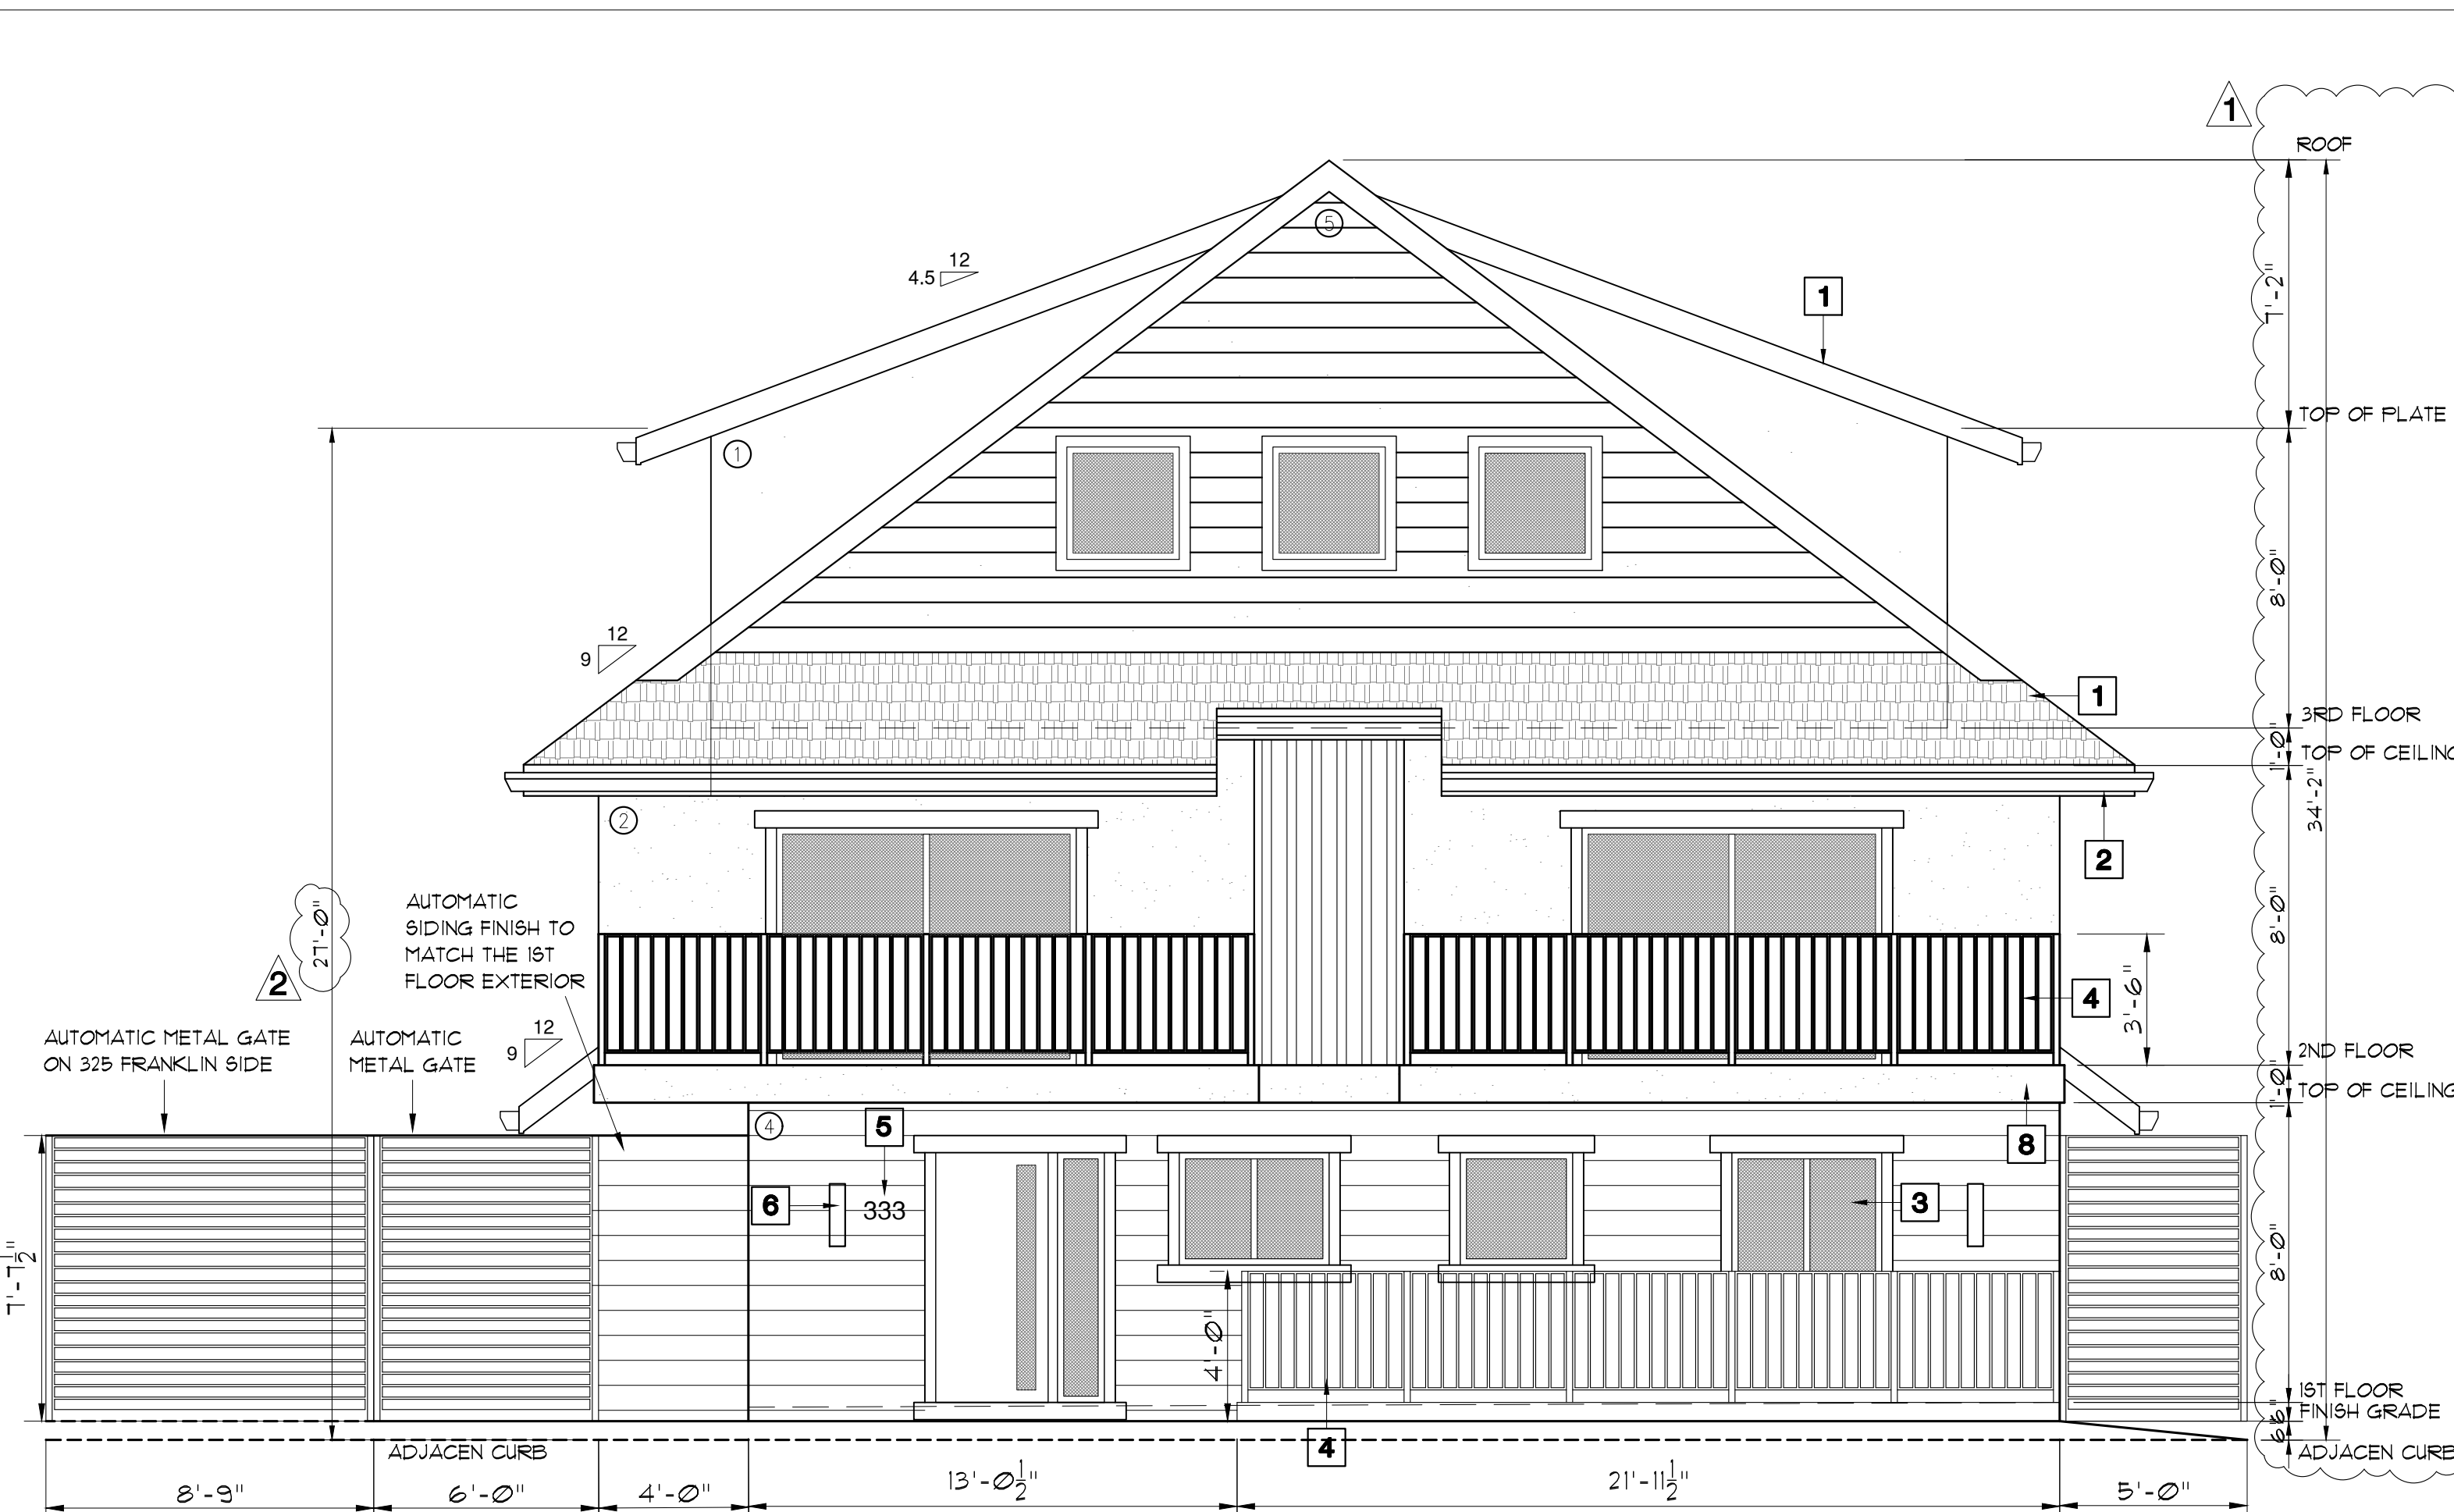 1
ROOF
5
12
4.5
7'-2"
1
TOP OF PLATE
1
8'-0"
12
9
1
3RD FLOOR
1'-0"
TOP OF CEILING
34'-2"
2
2
8'-0"
27'-0"
2
AUTOMATIC
SIDING FINISH TO
MATCH THE 1ST
FLOOR EXTERIOR
4
3'-6"
12
9
AUTOMATIC METAL GATE
ON 325 FRANKLIN SIDE
AUTOMATIC
METAL GATE
2ND FLOOR
1'-0"
TOP OF CEILING
4
5
8
6
333
3
7'-7 1/2"
8'-0"
4'-0"
1ST FLOOR
6"
FINISH GRADE
6"
4
ADJACEN CURB
ADJACEN CURB
8'-9"
6'-0"
4'-0"
13'-0 1/2"
21'-11 1/2"
5'-0"